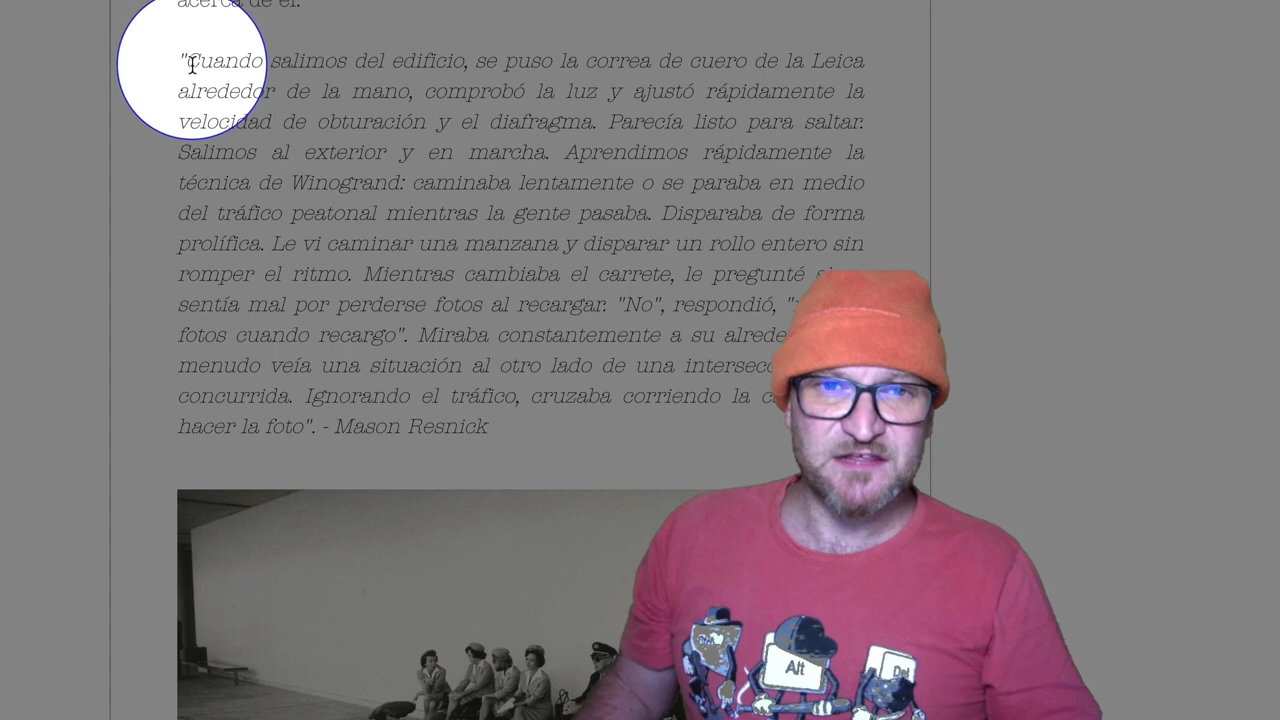 acerca de él.
"Cuando salimos del edificio, se puso la correa de cuero de la Leica
alrededor de la mano, comprobó la luz y ajustó rápidamente la
velocidad de obturación y el diafragma. Parecía listo para saltar.
Salimos al exterior y en marcha. Aprendimos rápidamente la
técnica de Winogrand: caminaba lentamente o se paraba en medio
del tráfico peatonal mientras la gente pasaba. Disparaba de forma
prolífica. Le vi caminar una manzana y disparar un rollo entero sin
romper el ritmo. Mientras cambiaba el carrete, le pregunté
sentía mal por perderse fotos al recargar. "No", respondió, "
fotos cuando recargo". Miraba constantemente a su
menudo veía una situación al otro lado de una
concurrida. Ignorando el tráfico, cruzaba corriendo la
hacer la foto". - Mason Resnick
Alt